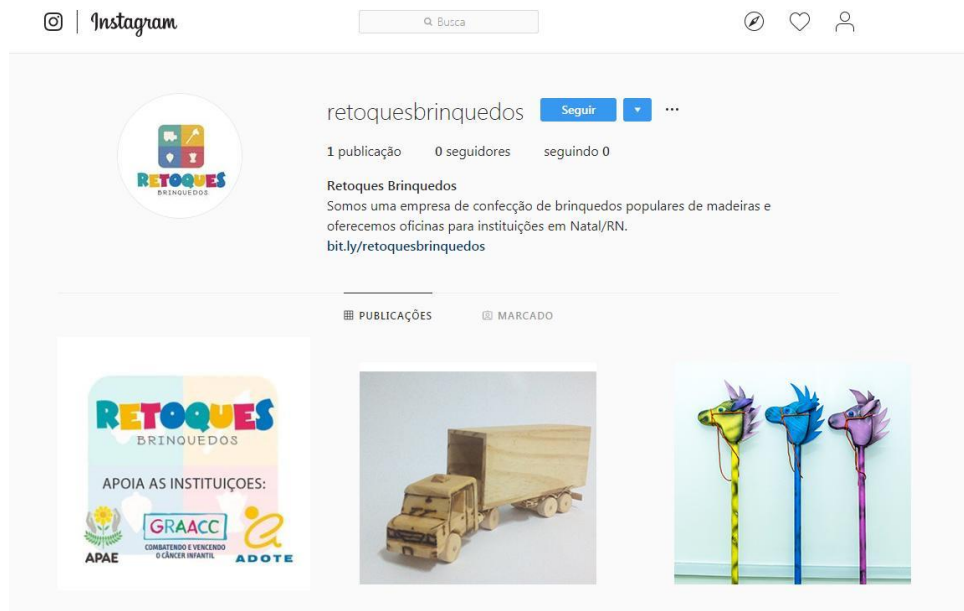 Instagram
Busca
retoquesbrinquedos Seguir
1 publicação 0 seguidores seguindo 0
Retoques Brinquedos
Somos uma empresa de confecção de brinquedos populares de madeiras e
oferecemos oficinas para instituições em Natal/RN.
bit.ly/retoquesbrinquedos
RETOQUES
BRINQUEDOS
PUBLICAÇÕES MARCADO
RETOQUES
BRINQUEDOS
APOIA AS INSTITUIÇOES:
APAE
GRAACC
COMBATENDO E VENCENDO
O CÂNCER INFANTIL
ADOTE